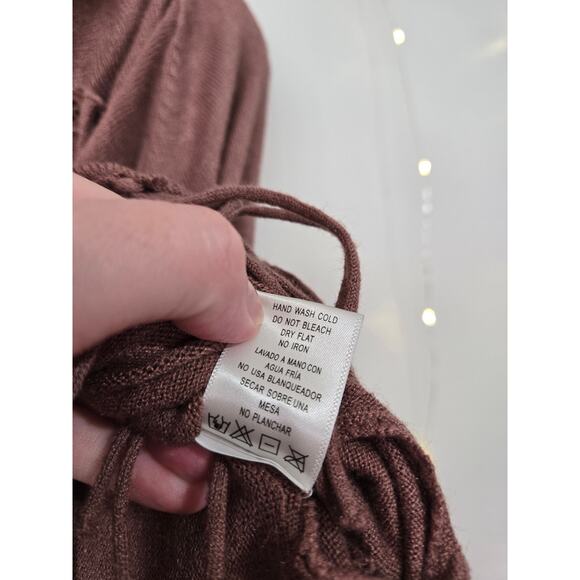 HAND WASH COLD
DO NOT BLEACH
DRY FLAT
NO IRON
LAVADO A MANO CON
AGUA FRÍA
NO USA BLANQUEADOR
SECAR SOBRE UNA
MESA
NO PLANCHAR